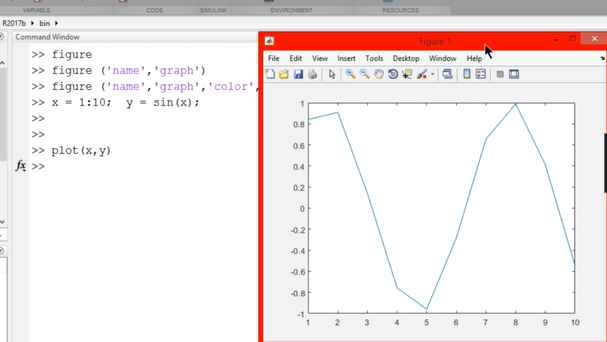 VARIABLE CODE SIMULINK ENVIRONMENT RESOURCES
R2017b bin
Command Window
>> figure
>> figure ('name','graph')
>> figure ('name','graph','color',
>> x = 1:10;  y = sin(x);
>>
>>
>> plot(x,y)
fx >>
Figure 1
File Edit View Insert Tools Desktop Window Help
1
0.8
0.6
0.4
0.2
0
-0.2
-0.4
-0.6
-0.8
-1
1 2 3 4 5 6 7 8 9 10